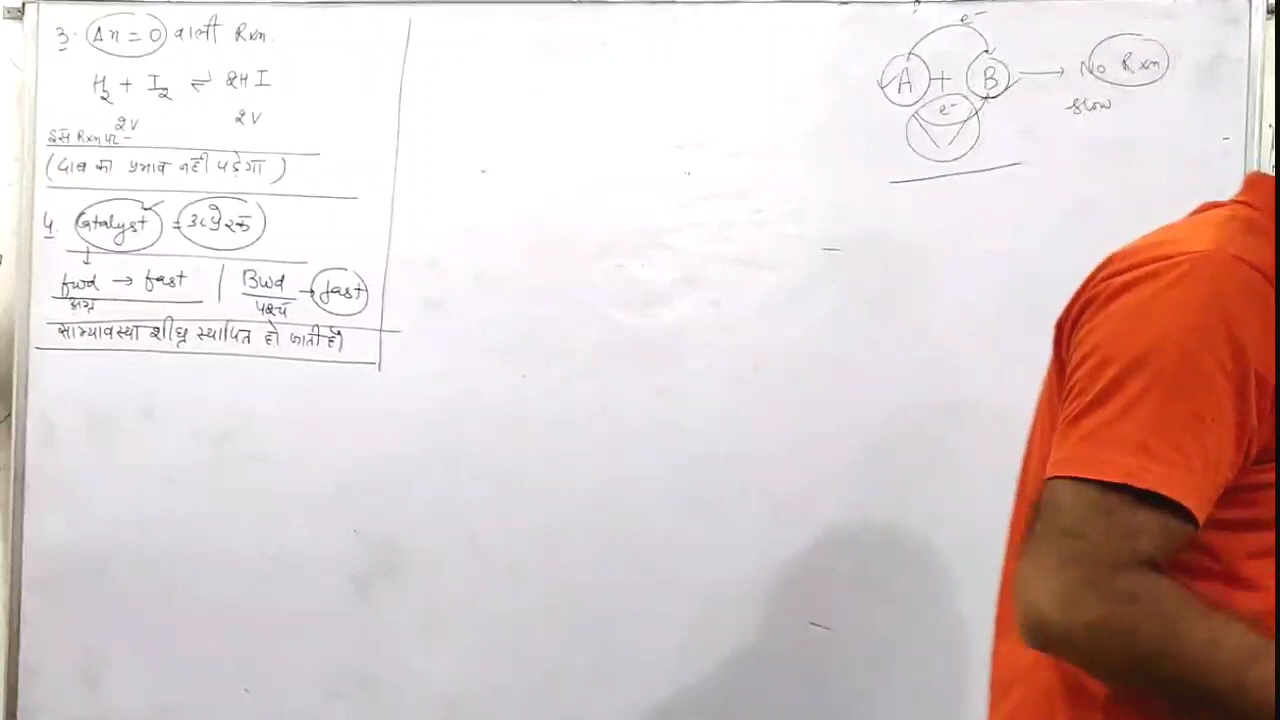 3. Δn = 0 वाली Rxn.
H₂ + I₂ ⇌ 2HI
2V 2V
इस Rxn पर -
(दाब का प्रभाव नहीं पड़ेगा)
4. Catalyst = उत्प्रेरक
fwd → fast | Bwd → fast
अग्र पश्च
साम्यावस्था शीघ्र स्थापित हो जाती है।
e⁻
A + B → No Rxn
slow
e⁻
V